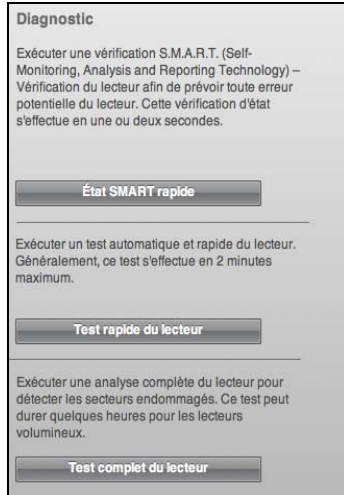 Diagnostic
Exécuter une vérification S.M.A.R.T. (Self-
Monitoring, Analysis and Reporting Technology) –
Vérification du lecteur afin de prévoir toute erreur
potentielle du lecteur. Cette vérification d'état
s'effectue en une ou deux secondes.
État SMART rapide
Exécuter un test automatique et rapide du lecteur.
Généralement, ce test s'effectue en 2 minutes
maximum.
Test rapide du lecteur
Exécuter une analyse complète du lecteur pour
détecter les secteurs endommagés. Ce test peut
durer quelques heures pour les lecteurs
volumineux.
Test complet du lecteur